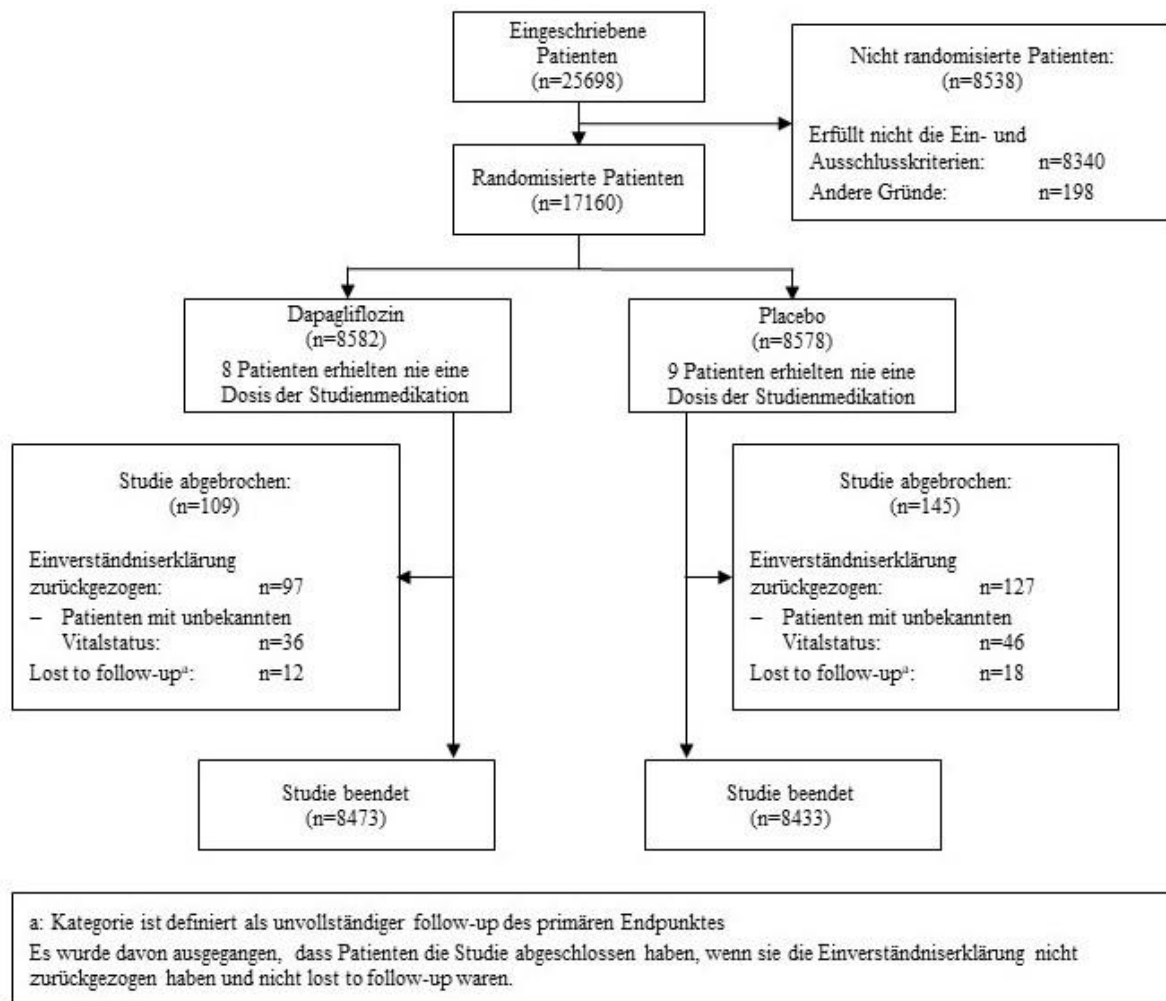 Eingeschriebene
Patienten
(n=25698)
Nicht randomisierte Patienten:
(n=8538)
Erfüllt nicht die Ein- und
Ausschlusskriterien: n=8340
Andere Gründe: n=198
Randomisierte Patienten
(n=17160)
Dapagliflozin
(n=8582)
8 Patienten erhielten nie eine
Dosis der Studienmedikation
Placebo
(n=8578)
9 Patienten erhielten nie eine
Dosis der Studienmedikation
Studie abgebrochen:
(n=109)
Einverständniserklärung
zurückgezogen: n=97
– Patienten mit unbekannten
Vitalstatus: n=36
Lost to follow-upᵃ: n=12
Studie abgebrochen:
(n=145)
Einverständniserklärung
zurückgezogen: n=127
– Patienten mit unbekannten
Vitalstatus: n=46
Lost to follow-upᵃ: n=18
Studie beendet
(n=8473)
Studie beendet
(n=8433)
a: Kategorie ist definiert als unvollständiger follow-up des primären Endpunktes
Es wurde davon ausgegangen, dass Patienten die Studie abgeschlossen haben, wenn sie die Einverständniserklärung nicht
zurückgezogen haben und nicht lost to follow-up waren.